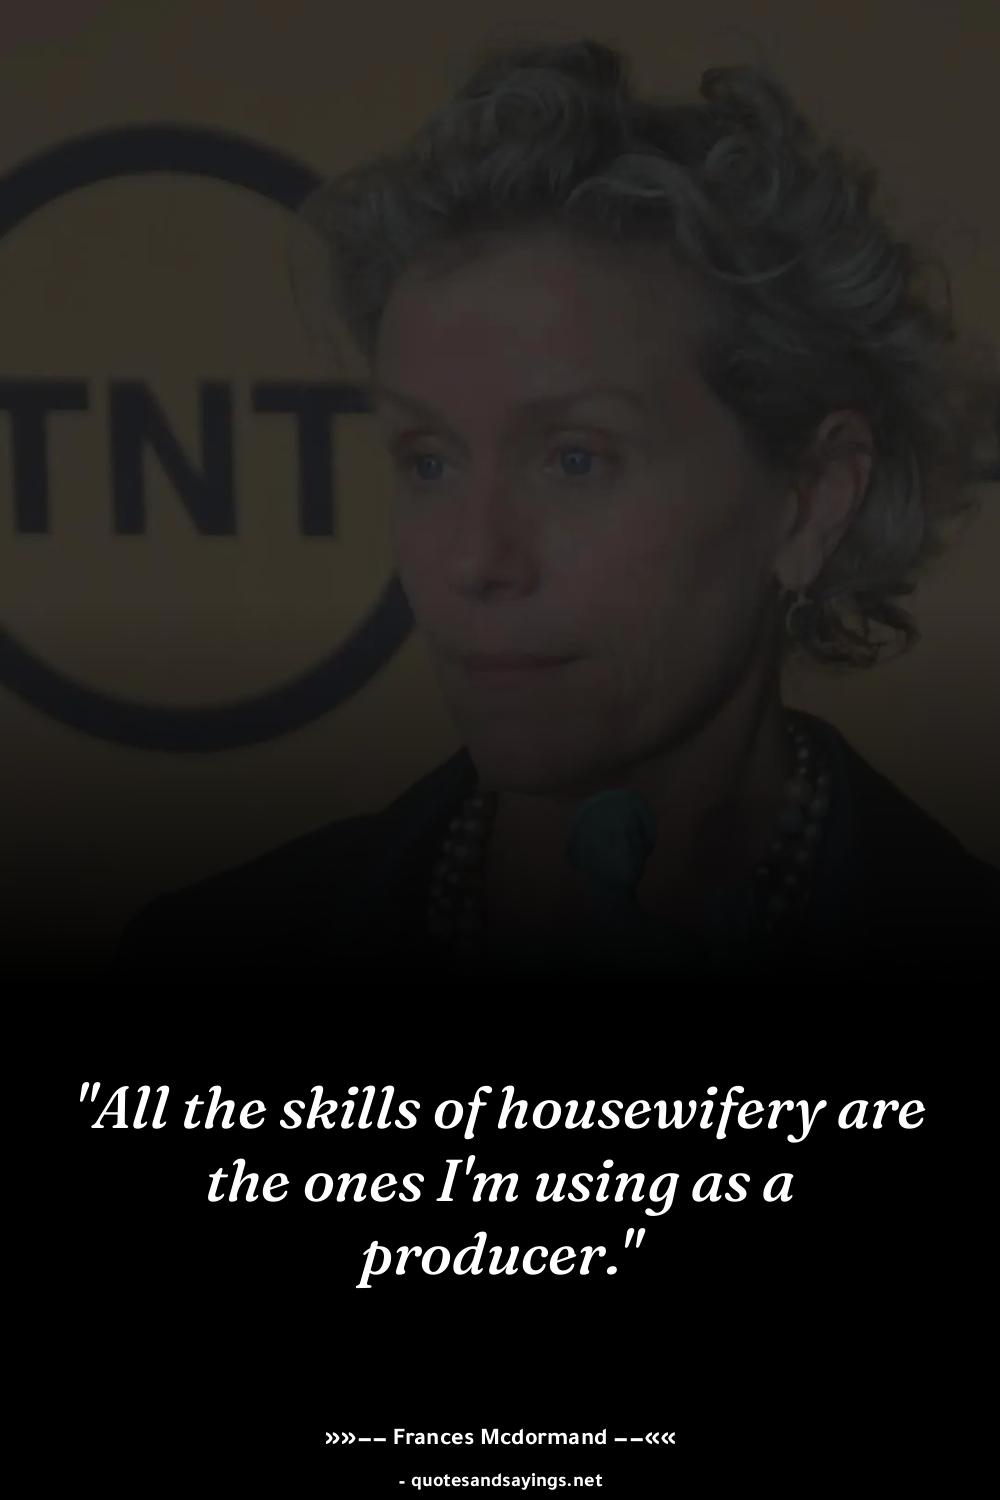 TNT
"All the skills of housewifery are
the ones I'm using as a
producer."
»»–– Frances Mcdormand ––««
- quotesandsayings.net